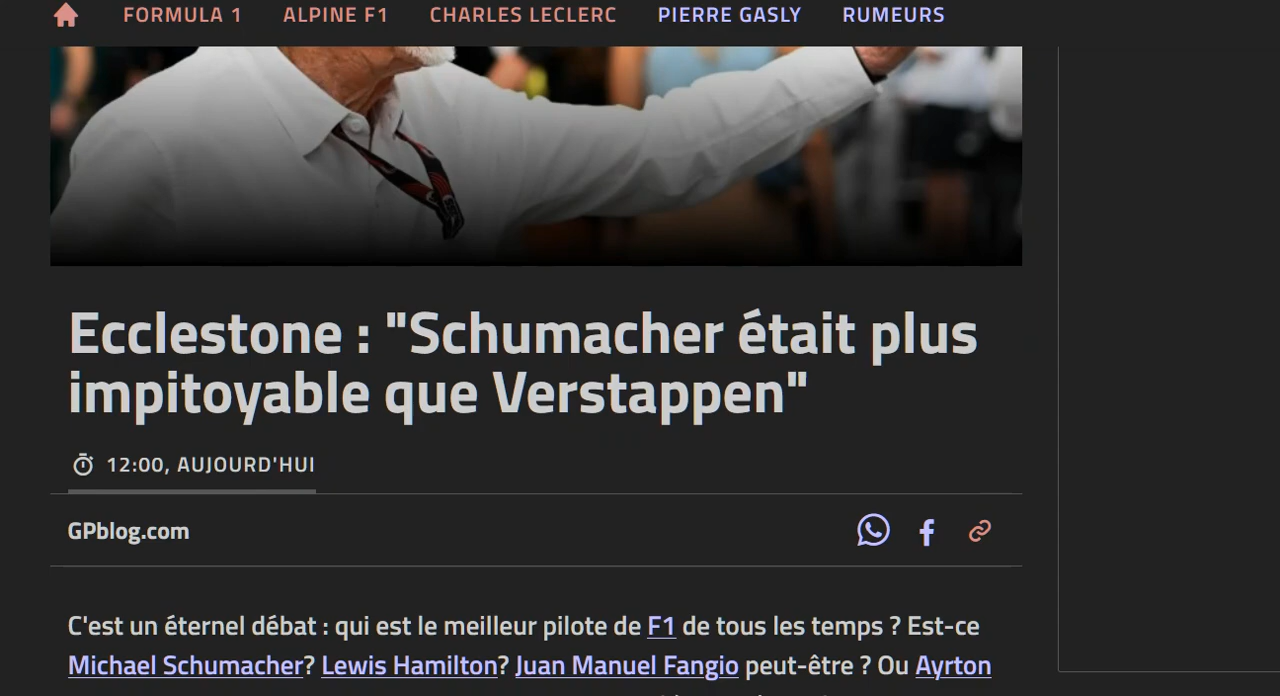 FORMULA 1 ALPINE F1 CHARLES LECLERC PIERRE GASLY RUMEURS
Ecclestone : "Schumacher était plus
impitoyable que Verstappen"
12:00, AUJOURD'HUI
GPblog.com
C'est un éternel débat : qui est le meilleur pilote de F1 de tous les temps ? Est-ce
Michael Schumacher? Lewis Hamilton? Juan Manuel Fangio peut-être ? Ou Ayrton